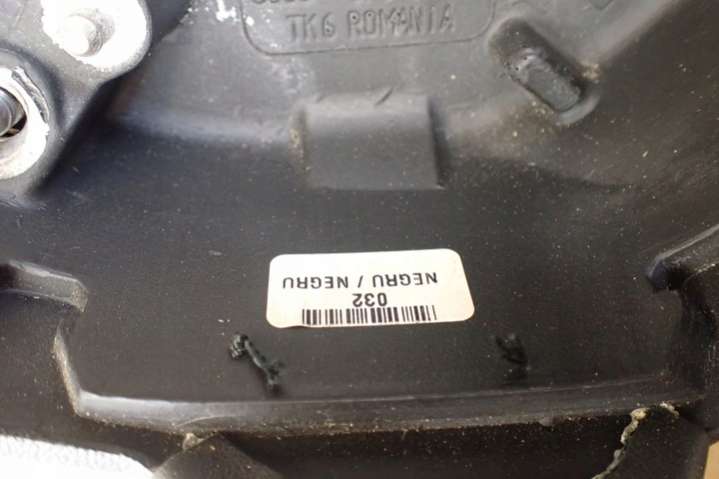 TK6 ROMANIA
032
NEGRU / NEGRU